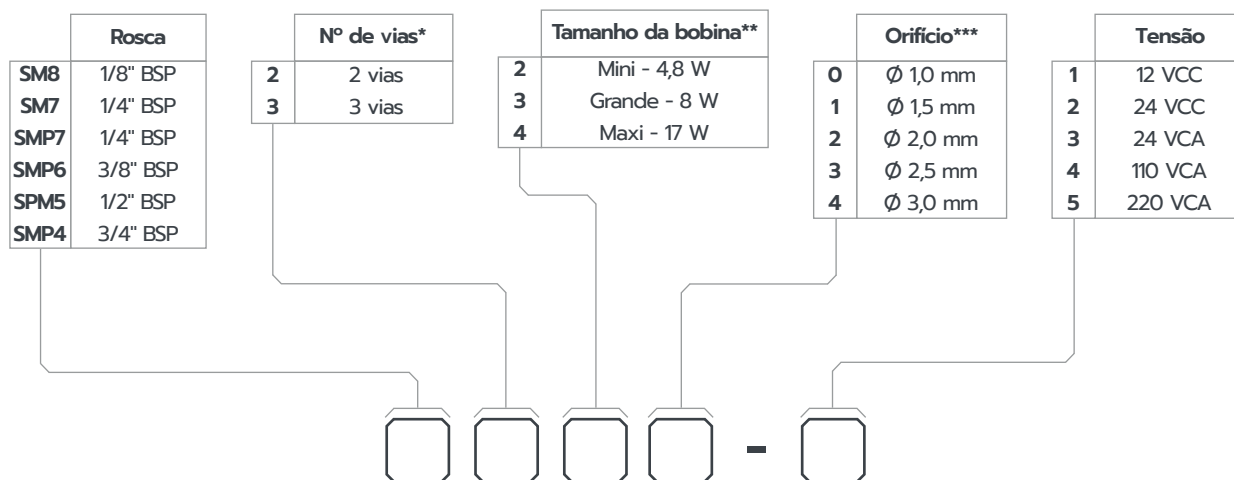 Rosca
SM8 1/8" BSP
SM7 1/4" BSP
SMP7 1/4" BSP
SMP6 3/8" BSP
SPM5 1/2" BSP
SMP4 3/4" BSP
Nº de vias*
2 2 vias
3 3 vias
Tamanho da bobina**
2 Mini - 4,8 W
3 Grande - 8 W
4 Maxi - 17 W
Orifício***
0 Ø 1,0 mm
1 Ø 1,5 mm
2 Ø 2,0 mm
3 Ø 2,5 mm
4 Ø 3,0 mm
Tensão
1 12 VCC
2 24 VCC
3 24 VCA
4 110 VCA
5 220 VCA
-